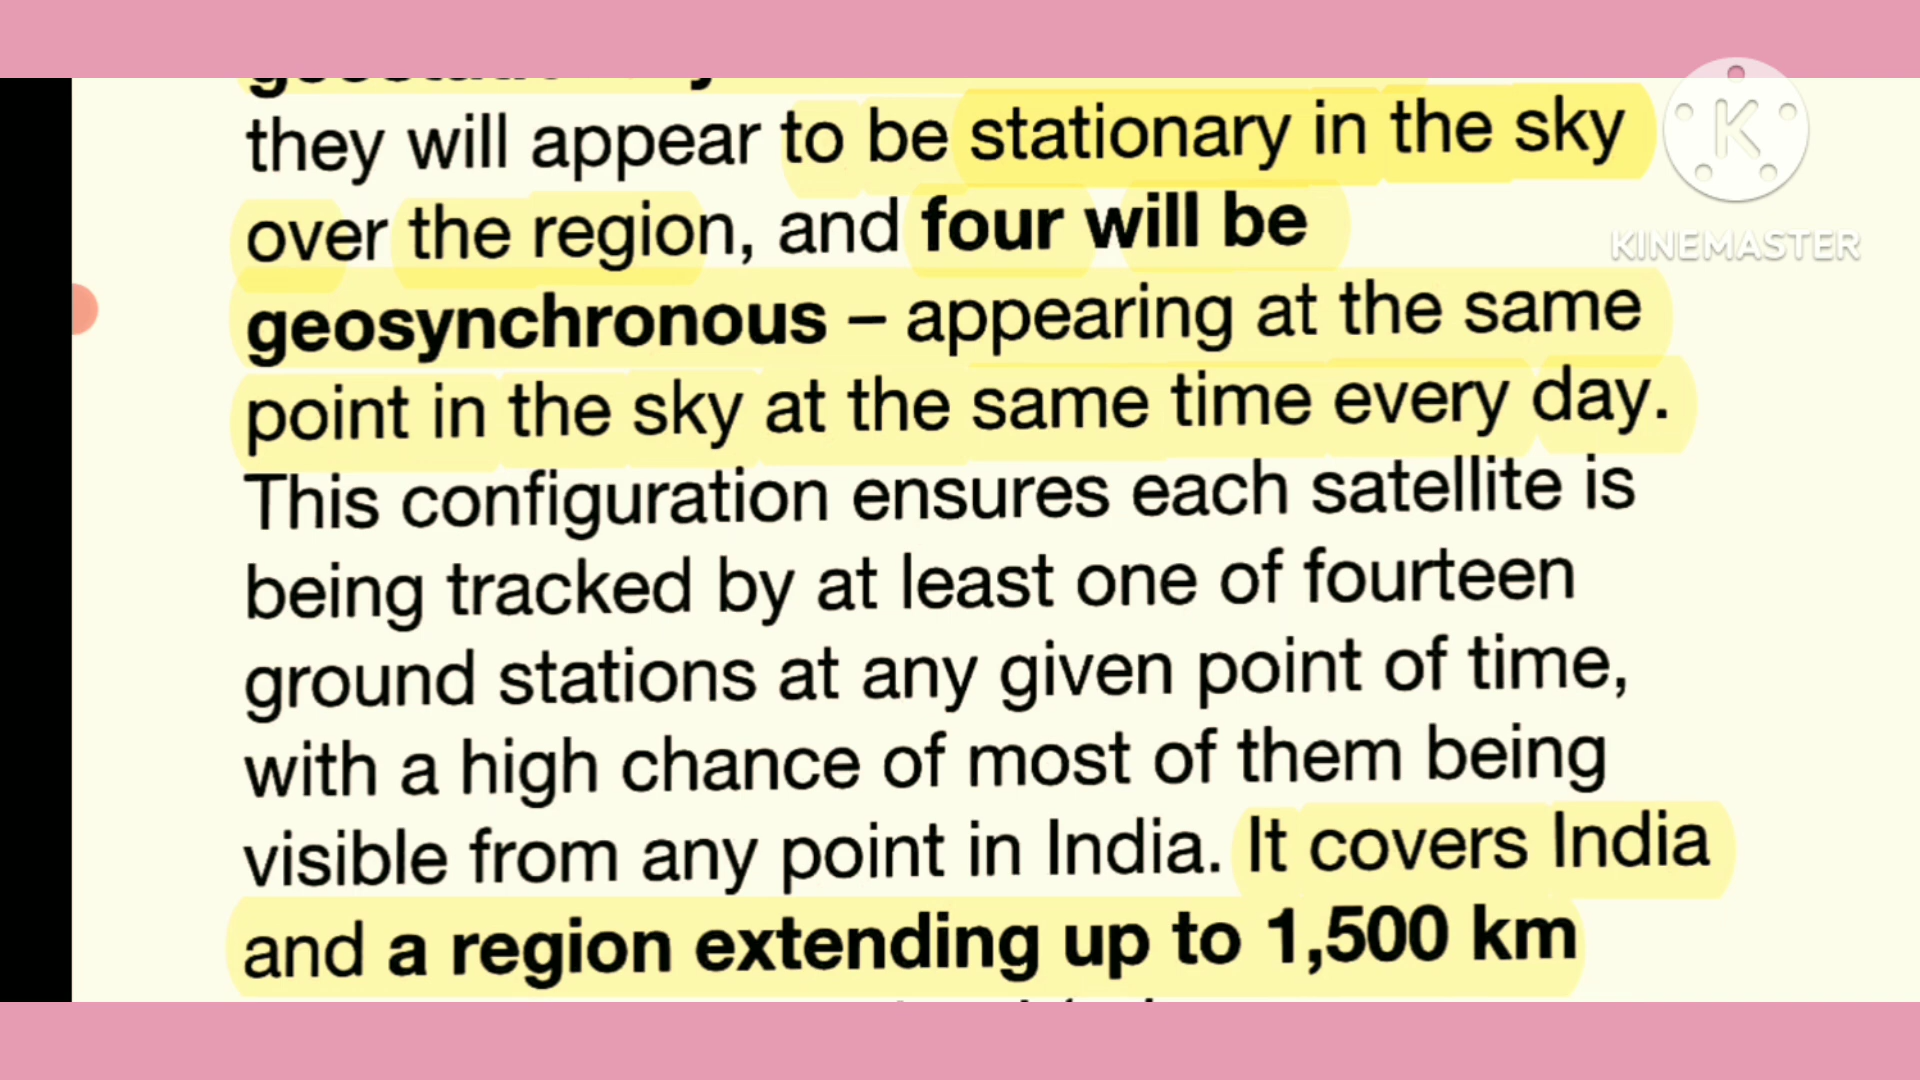 they will appear to be stationary in the sky
over the region, and four will be
geosynchronous – appearing at the same
point in the sky at the same time every day.
This configuration ensures each satellite is
being tracked by at least one of fourteen
ground stations at any given point of time,
with a high chance of most of them being
visible from any point in India. It covers India
and a region extending up to 1,500 km
K
KINEMASTER